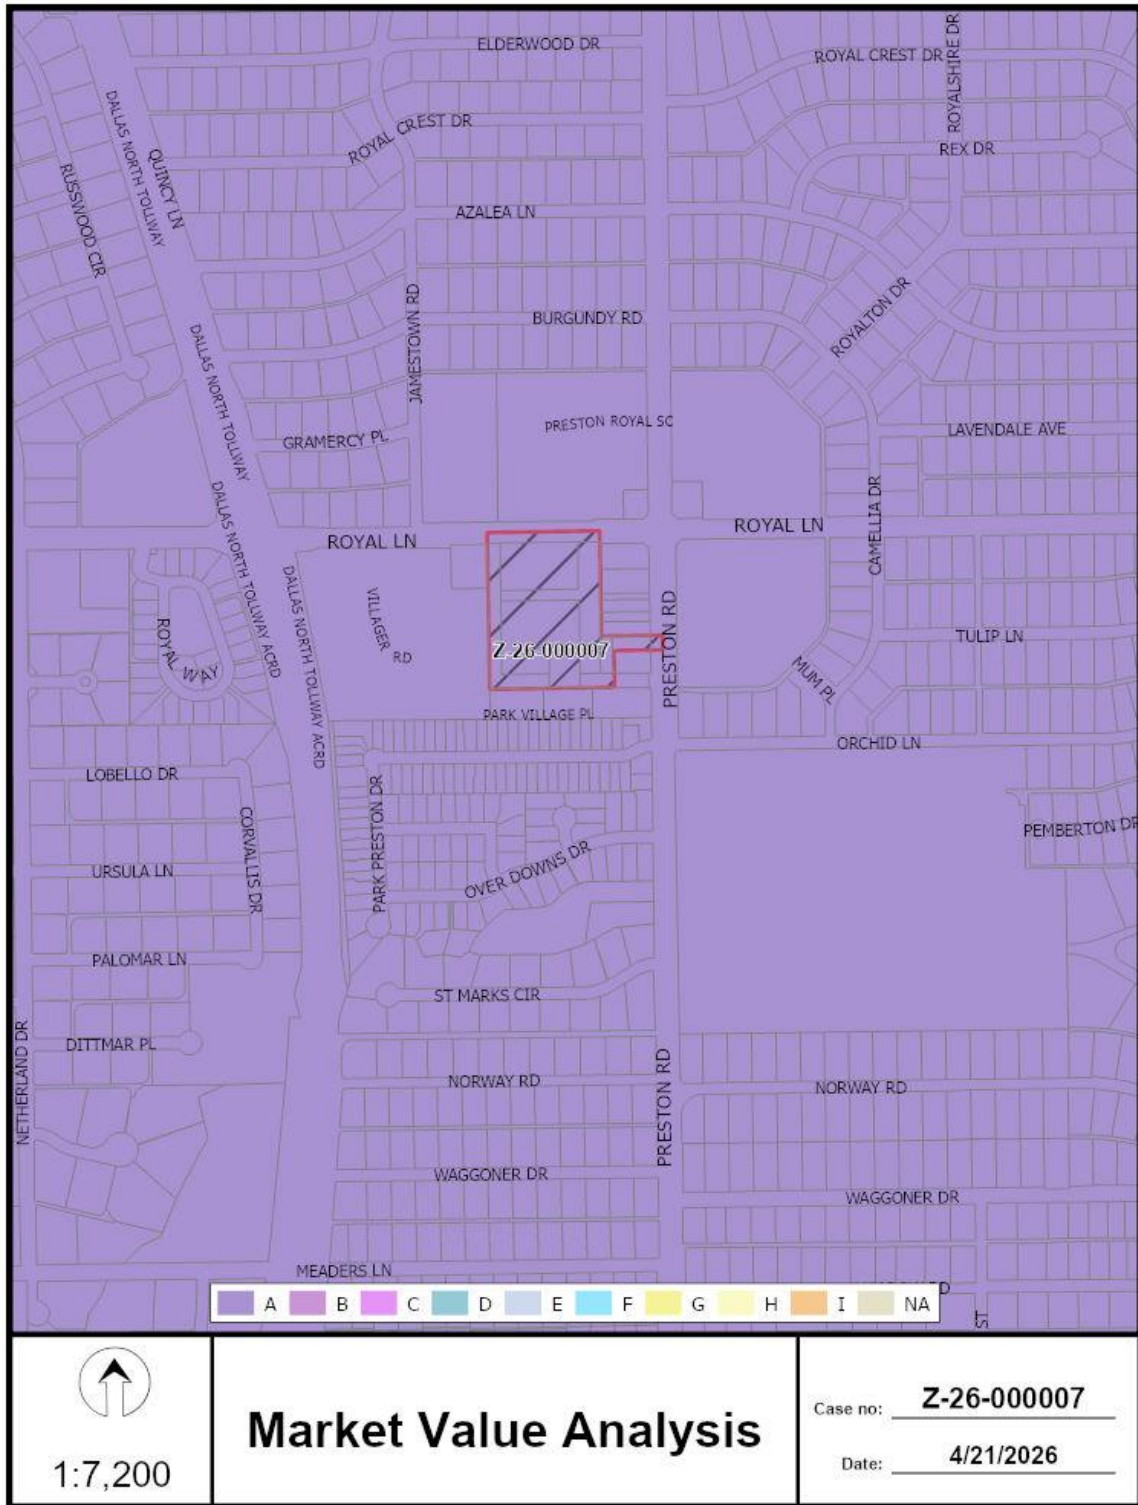 ELDERWOOD DR
ROYAL CREST DR
ROYALSHIRE DR
DALLAS NORTH TOLLWAY
QUINCY LN
RUSSWOOD CIR
ROYAL CREST DR
REX DR
AZALEA LN
JAMESTOWN RD
BURGUNDY RD
ROYALTON DR
DALLAS NORTH TOLLWAY
GRAMERCY PL
PRESTON ROYAL SC
LAVENDALE AVE
DALLAS NORTH TOLLWAY ACRD
ROYAL LN
ROYAL LN
CAMELLIA DR
DALLAS NORTH TOLLWAY ACRD
VILLAGER RD
ROYAL WAY
Z-26-000007
PRESTON RD
TULIP LN
MUM PL
PARK VILLAGE PL
ORCHID LN
LOBELLO DR
CORVALLIS DR
PARK PRESTON DR
PEMBERTON DR
URSULA LN
OVER DOWNS DR
PALOMAR LN
ST MARKS CIR
NETHERLAND DR
DITTMAR PL
NORWAY RD
PRESTON RD
NORWAY RD
WAGGONER DR
WAGGONER DR
MEADERS LN
ST
A B C D E F G H I NA
1:7,200
Market Value Analysis
Case no: Z-26-000007
Date: 4/21/2026